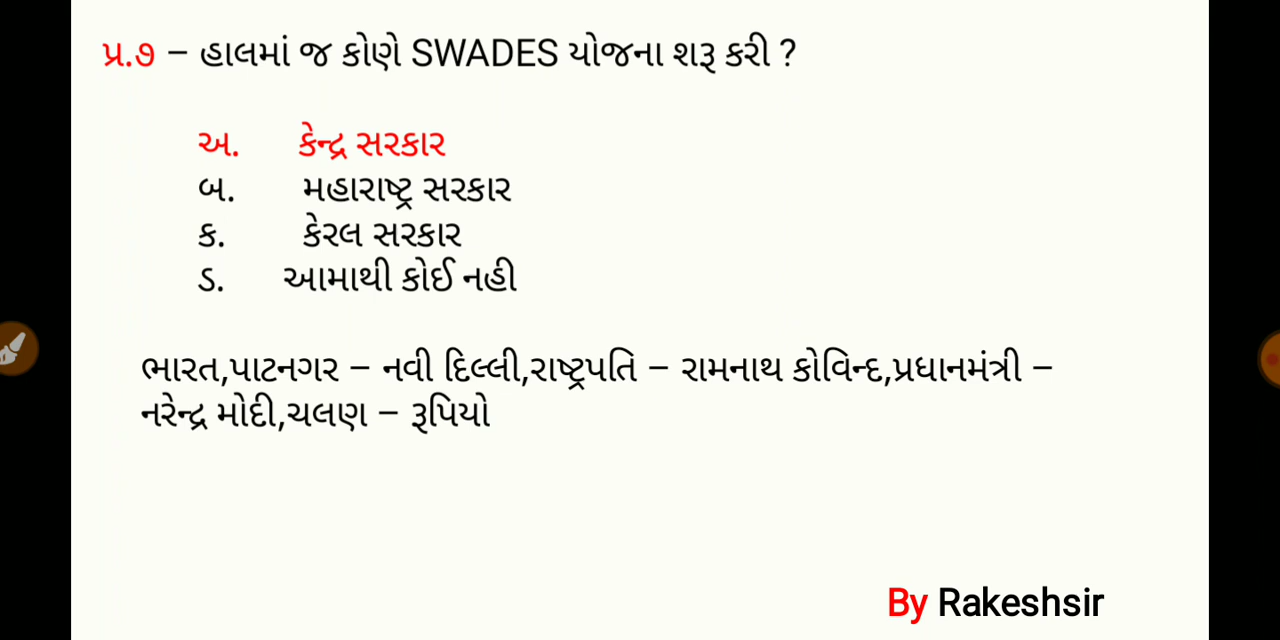 પ્ર.૭ – હાલમાં જ કોણે SWADES યોજના શરૂ કરી ?
અ. કેન્દ્ર સરકાર
બ. મહારાષ્ટ્ર સરકાર
ક. કેરલ સરકાર
ડ. આમાથી કોઈ નહી
ભારત,પાટનગર – નવી દિલ્લી,રાષ્ટ્રપતિ – રામનાથ કોવિન્દ,પ્રધાનમંત્રી –
નરેન્દ્ર મોદી,ચલણ – રૂપિયો
By Rakeshsir